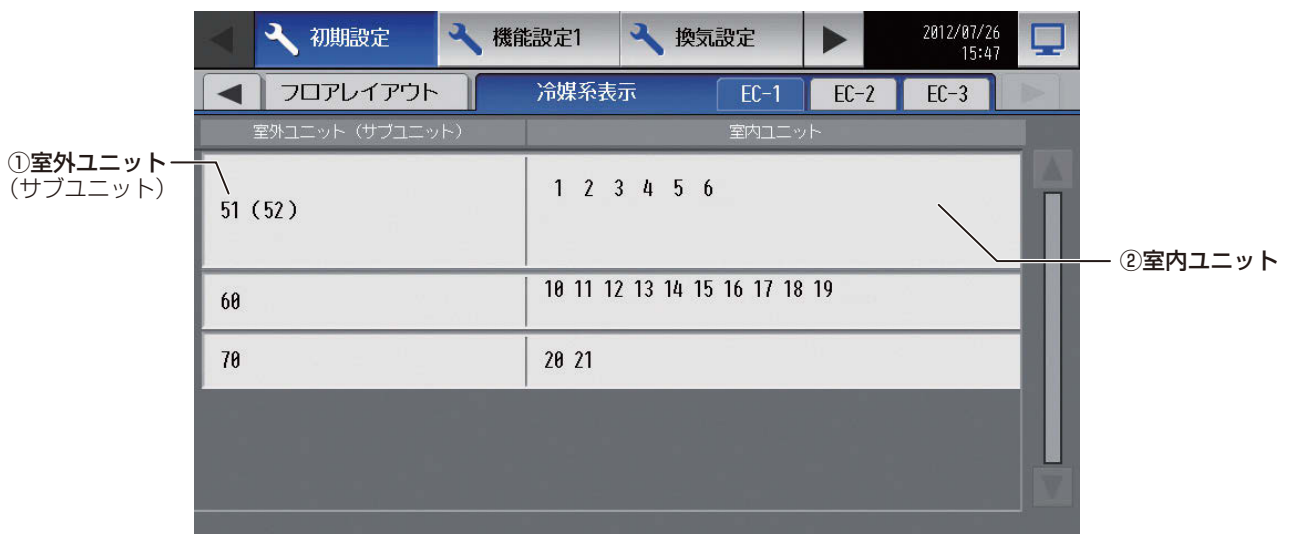 初期設定 機能設定1 換気設定 2012/07/26
15:47
フロアレイアウト 冷媒系表示 EC-1 EC-2 EC-3
室外ユニット（サブユニット） 室内ユニット
①室外ユニット
（サブユニット）
51 (52) 1 2 3 4 5 6
②室内ユニット
60 10 11 12 13 14 15 16 17 18 19
70 20 21